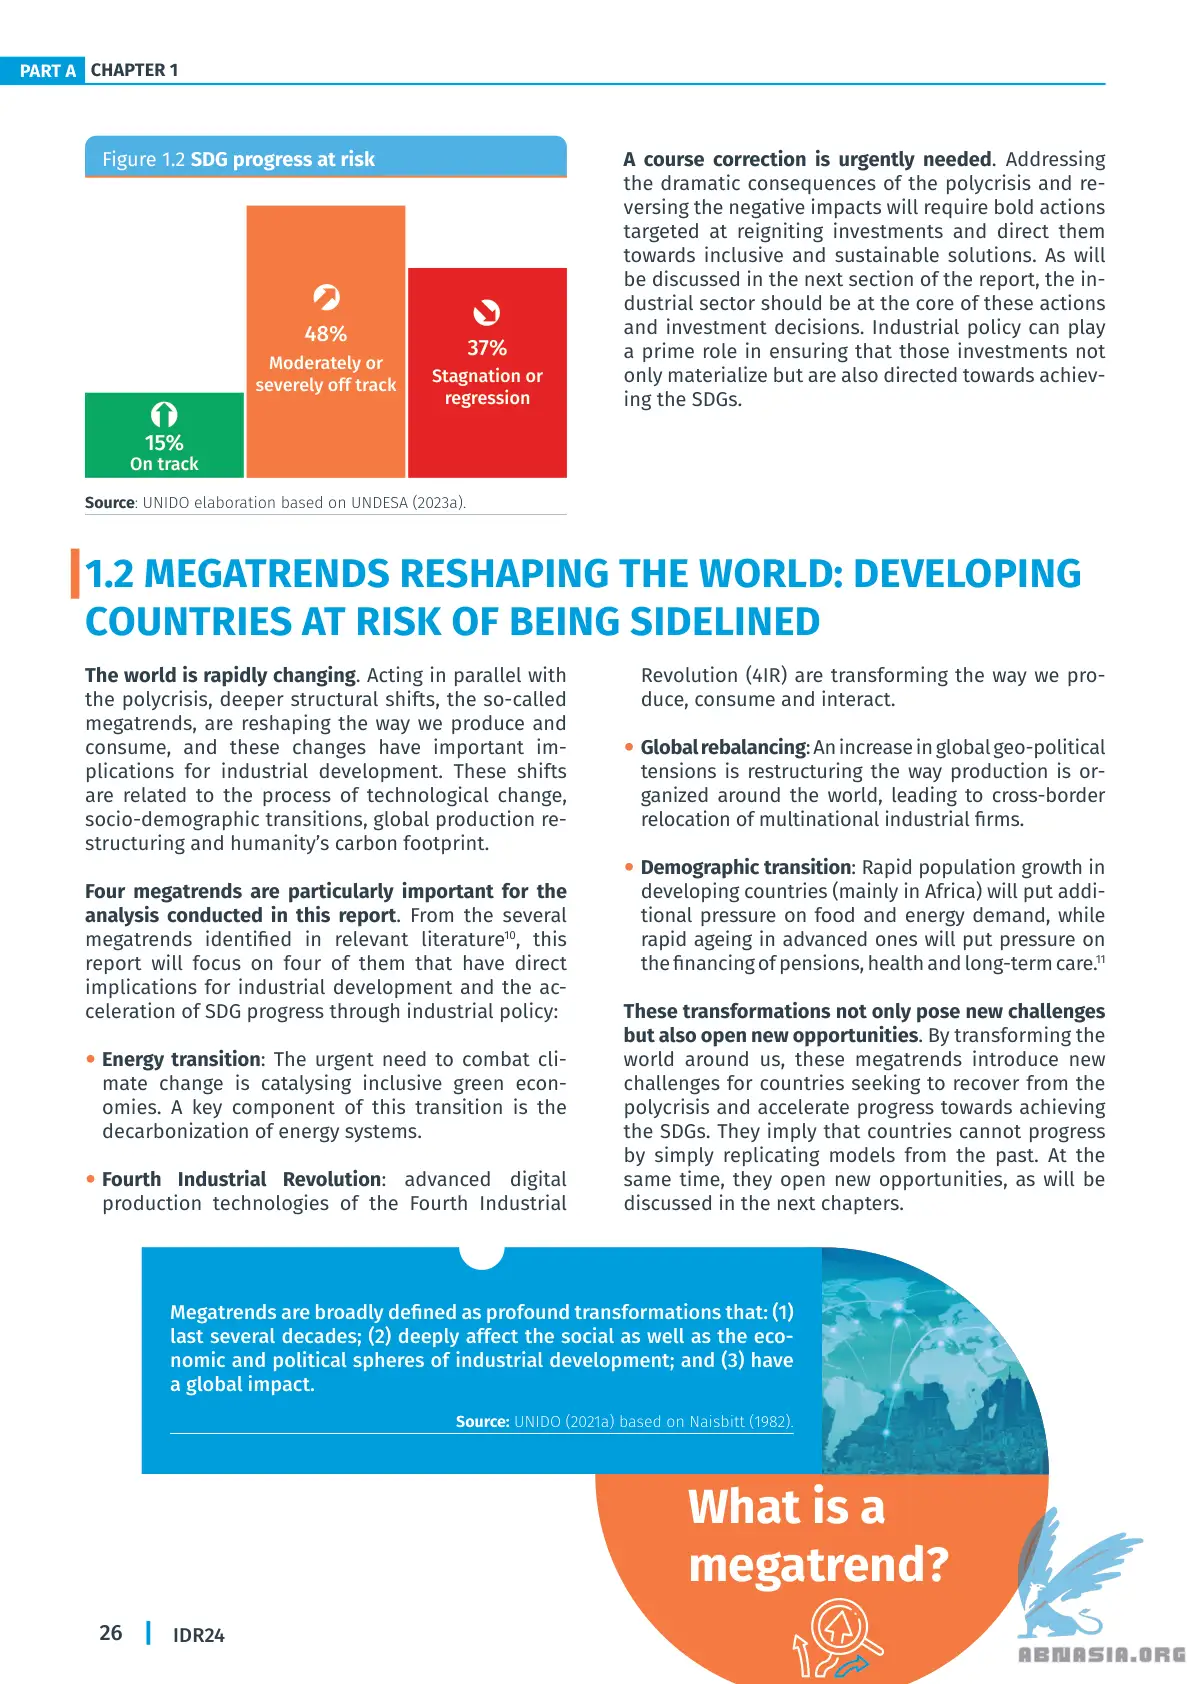 PART A CHAPTER 1
Figure 1.2 SDG progress at risk
48%
Moderately or
severely off track
37%
Stagnation or
regression
15%
On track
Source: UNIDO elaboration based on UNDESA (2023a).
A course correction is urgently needed. Addressing
the dramatic consequences of the polycrisis and re-
versing the negative impacts will require bold actions
targeted at reigniting investments and direct them
towards inclusive and sustainable solutions. As will
be discussed in the next section of the report, the in-
dustrial sector should be at the core of these actions
and investment decisions. Industrial policy can play
a prime role in ensuring that those investments not
only materialize but are also directed towards achiev-
ing the SDGs.
1.2 MEGATRENDS RESHAPING THE WORLD: DEVELOPING
COUNTRIES AT RISK OF BEING SIDELINED
The world is rapidly changing. Acting in parallel with
the polycrisis, deeper structural shifts, the so-called
megatrends, are reshaping the way we produce and
consume, and these changes have important im-
plications for industrial development. These shifts
are related to the process of technological change,
socio-demographic transitions, global production re-
structuring and humanity's carbon footprint.
Four megatrends are particularly important for the
analysis conducted in this report. From the several
megatrends identified in relevant literature10, this
report will focus on four of them that have direct
implications for industrial development and the ac-
celeration of SDG progress through industrial policy:
• Energy transition: The urgent need to combat cli-
mate change is catalysing inclusive green econ-
omies. A key component of this transition is the
decarbonization of energy systems.
• Fourth Industrial Revolution: advanced digital
production technologies of the Fourth Industrial
Revolution (4IR) are transforming the way we pro-
duce, consume and interact.
• Global rebalancing: An increase in global geo-political
tensions is restructuring the way production is or-
ganized around the world, leading to cross-border
relocation of multinational industrial firms.
• Demographic transition: Rapid population growth in
developing countries (mainly in Africa) will put addi-
tional pressure on food and energy demand, while
rapid ageing in advanced ones will put pressure on
the financing of pensions, health and long-term care.11
These transformations not only pose new challenges
but also open new opportunities. By transforming the
world around us, these megatrends introduce new
challenges for countries seeking to recover from the
polycrisis and accelerate progress towards achieving
the SDGs. They imply that countries cannot progress
by simply replicating models from the past. At the
same time, they open new opportunities, as will be
discussed in the next chapters.
Megatrends are broadly defined as profound transformations that: (1)
last several decades; (2) deeply affect the social as well as the eco-
nomic and political spheres of industrial development; and (3) have
a global impact.
Source: UNIDO (2021a) based on Naisbitt (1982).
What is a
megatrend?
26 | IDR24
ABNASIA.ORG